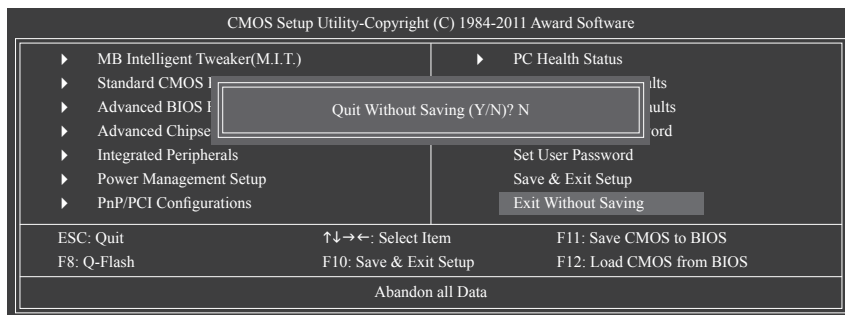 CMOS Setup Utility-Copyright (C) 1984-2011 Award Software
MB Intelligent Tweaker(M.I.T.)
Standard CMOS
Advanced BIOS
Advanced Chipse
Integrated Peripherals
Power Management Setup
PnP/PCI Configurations
PC Health Status
lts
ults
ord
Set User Password
Save & Exit Setup
Exit Without Saving
Quit Without Saving (Y/N)? N
ESC: Quit ↑↓→←: Select Item F11: Save CMOS to BIOS
F8: Q-Flash F10: Save & Exit Setup F12: Load CMOS from BIOS
Abandon all Data